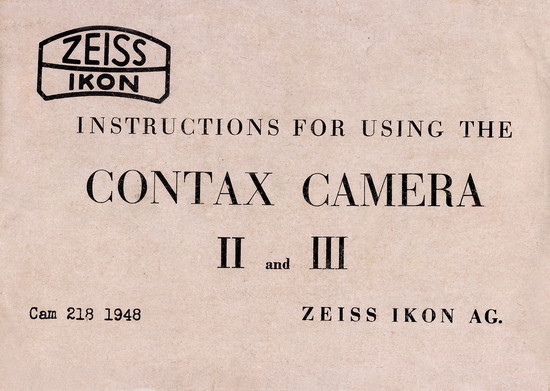 ZEISS
IKON
INSTRUCTIONS FOR USING THE
CONTAX CAMERA
II and III
Cam 218 1948 ZEISS IKON AG.